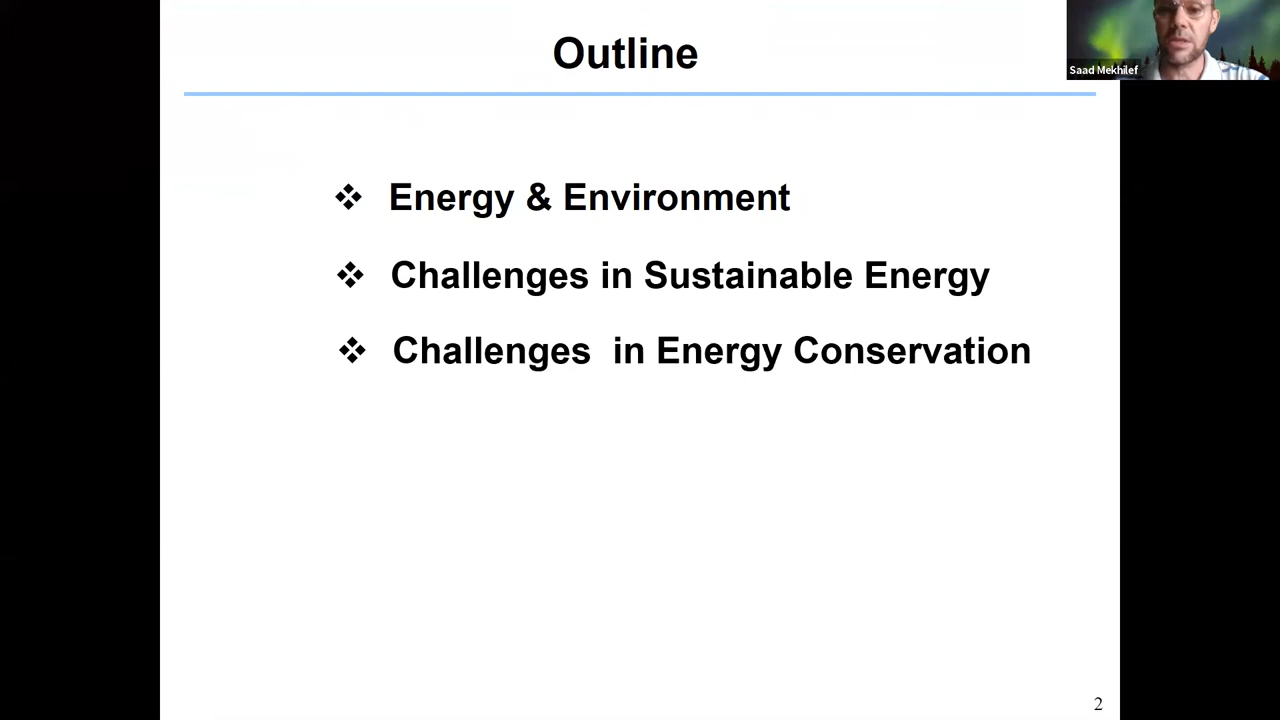 Outline
Saad Mekhilef
❖ Energy & Environment
❖ Challenges in Sustainable Energy
❖ Challenges in Energy Conservation
2